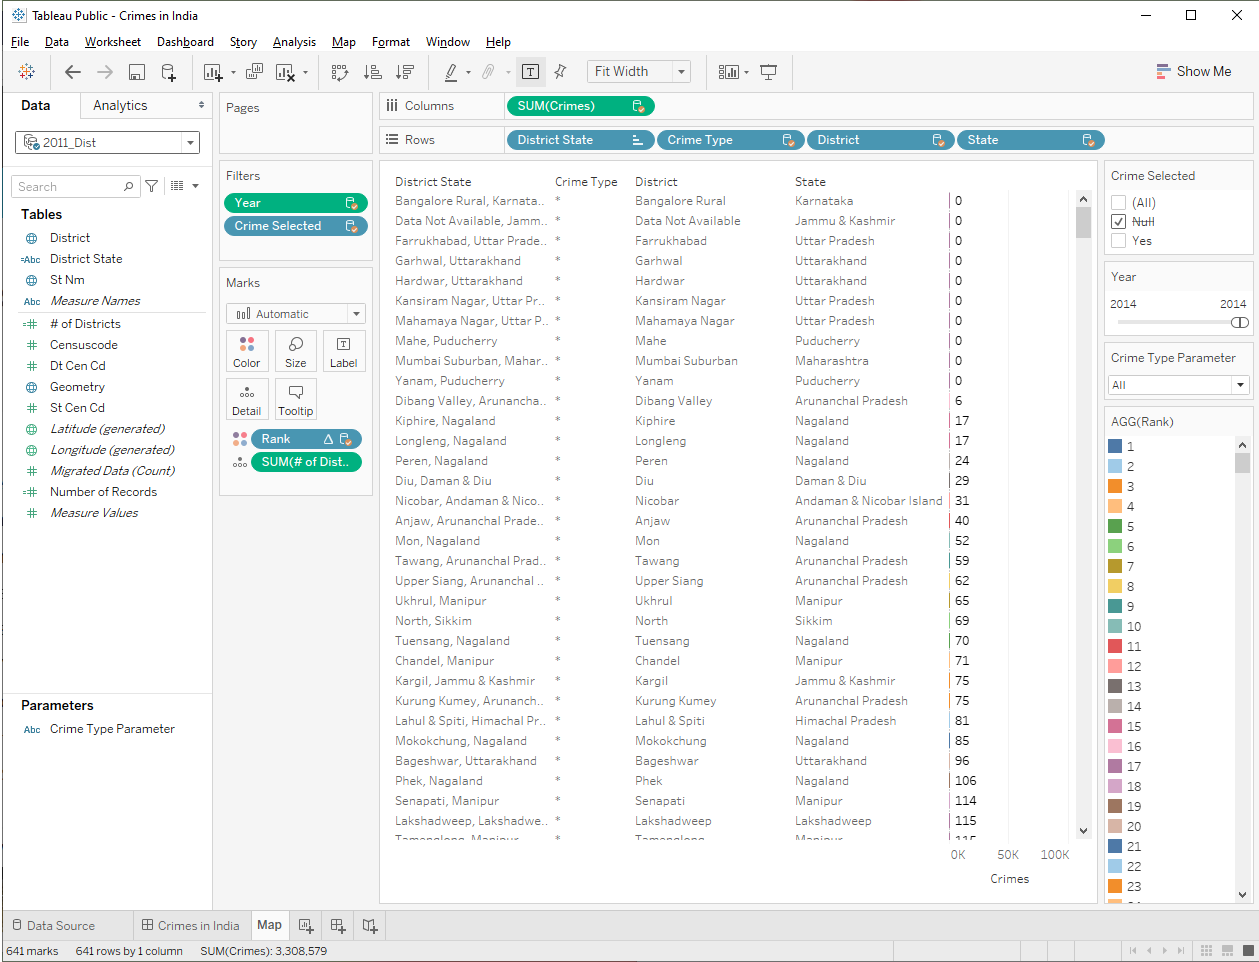 Tableau Public - Crimes in India
File Data Worksheet Dashboard Story Analysis Map Format Window Help
Fit Width
Show Me
Data Analytics
Pages
Columns SUM(Crimes)
2011_Dist
Rows District State Crime Type District State
Search
Filters
Year
Crime Selected
Tables
District
Abc District State
St Nm
Abc Measure Names
# of Districts
Censuscode
Dt Cen Cd
Geometry
St Cen Cd
Latitude (generated)
Longitude (generated)
Migrated Data (Count)
Number of Records
Measure Values
Marks
Automatic
Color Size Label
Detail Tooltip
Rank
SUM(# of Dist..
Parameters
Abc Crime Type Parameter
District State Crime Type District State
Bangalore Rural, Karnata.. * Bangalore Rural Karnataka 0
Data Not Available, Jamm.. * Data Not Available Jammu & Kashmir 0
Farrukhabad, Uttar Prade.. * Farrukhabad Uttar Pradesh 0
Garhwal, Uttarakhand * Garhwal Uttarakhand 0
Hardwar, Uttarakhand * Hardwar Uttarakhand 0
Kansiram Nagar, Uttar Pr.. * Kansiram Nagar Uttar Pradesh 0
Mahamaya Nagar, Uttar P.. * Mahamaya Nagar Uttar Pradesh 0
Mahe, Puducherry * Mahe Puducherry 0
Mumbai Suburban, Mahar.. * Mumbai Suburban Maharashtra 0
Yanam, Puducherry * Yanam Puducherry 0
Dibang Valley, Arunancha.. * Dibang Valley Arunanchal Pradesh 6
Kiphire, Nagaland * Kiphire Nagaland 17
Longleng, Nagaland * Longleng Nagaland 17
Peren, Nagaland * Peren Nagaland 24
Diu, Daman & Diu * Diu Daman & Diu 29
Nicobar, Andaman & Nico.. * Nicobar Andaman & Nicobar Island 31
Anjaw, Arunanchal Prade.. * Anjaw Arunanchal Pradesh 40
Mon, Nagaland * Mon Nagaland 52
Tawang, Arunanchal Prad.. * Tawang Arunanchal Pradesh 59
Upper Siang, Arunanchal .. * Upper Siang Arunanchal Pradesh 62
Ukhrul, Manipur * Ukhrul Manipur 65
North, Sikkim * North Sikkim 69
Tuensang, Nagaland * Tuensang Nagaland 70
Chandel, Manipur * Chandel Manipur 71
Kargil, Jammu & Kashmir * Kargil Jammu & Kashmir 75
Kurung Kumey, Arunanch.. * Kurung Kumey Arunanchal Pradesh 75
Lahul & Spiti, Himachal Pr.. * Lahul & Spiti Himachal Pradesh 81
Mokokchung, Nagaland * Mokokchung Nagaland 85
Bageshwar, Uttarakhand * Bageshwar Uttarakhand 96
Phek, Nagaland * Phek Nagaland 106
Senapati, Manipur * Senapati Manipur 114
Lakshadweep, Lakshadwe.. * Lakshadweep Lakshadweep 115
Tamenglong, Manipur * Tamenglong Manipur 115
0K 50K 100K
Crimes
Crime Selected
(All)
Null
Yes
Year
2014 2014
Crime Type Parameter
All
AGG(Rank)
1
2
3
4
5
6
7
8
9
10
11
12
13
14
15
16
17
18
19
20
21
22
23
Data Source Crimes in India Map
641 marks 641 rows by 1 column SUM(Crimes): 3,308,579